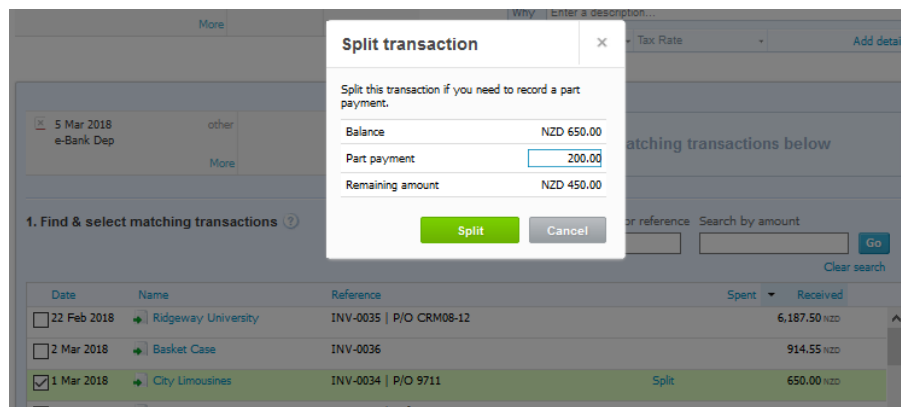 More
Why Enter a description...
Tax Rate
Add detai
Split transaction
Split this transaction if you need to record a part
payment.
Balance NZD 650.00
Part payment 200.00
Remaining amount NZD 450.00
Split Cancel
5 Mar 2018 other
e-Bank Dep
More
atching transactions below
1. Find & select matching transactions ?
or reference Search by amount
Go
Clear search
Date Name Reference Spent Received
22 Feb 2018 Ridgeway University INV-0035 | P/O CRM08-12 6,187.50 NZD
2 Mar 2018 Basket Case INV-0036 914.55 NZD
1 Mar 2018 City Limousines INV-0034 | P/O 9711 Split 650.00 NZD